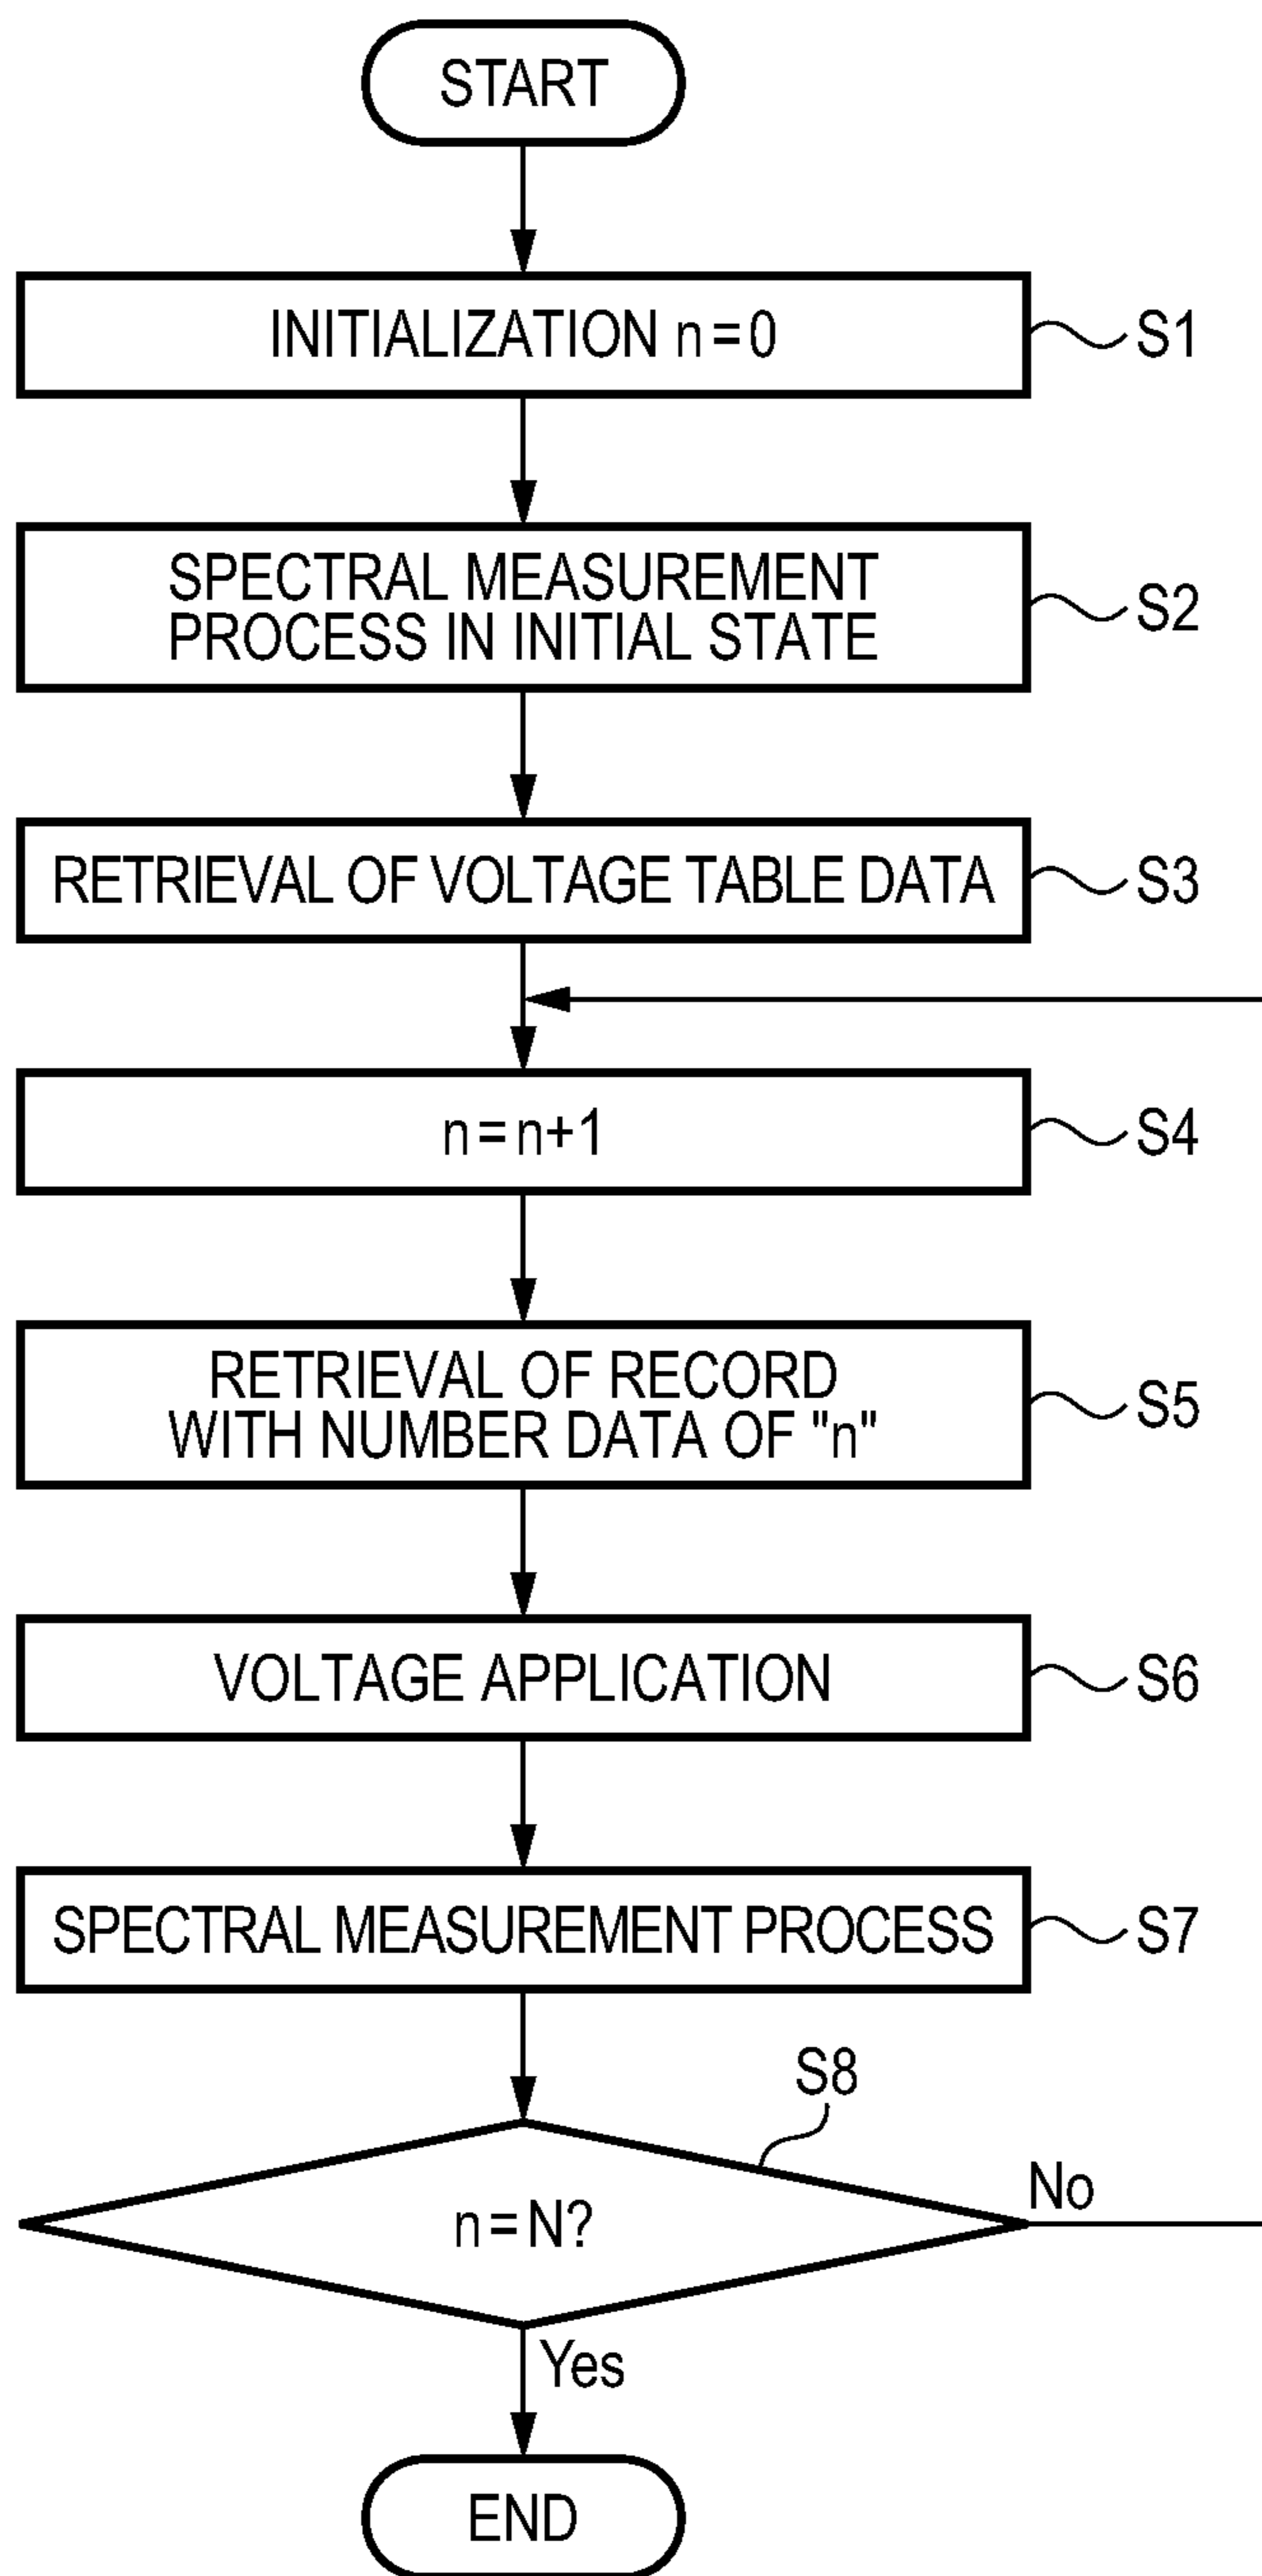 START
INITIALIZATION n=0
S1
SPECTRAL MEASUREMENT
PROCESS IN INITIAL STATE
S2
RETRIEVAL OF VOLTAGE TABLE DATA
S3
n=n+1
S4
RETRIEVAL OF RECORD
WITH NUMBER DATA OF "n"
S5
VOLTAGE APPLICATION
S6
SPECTRAL MEASUREMENT PROCESS
S7
S8
n=N?
No
Yes
END